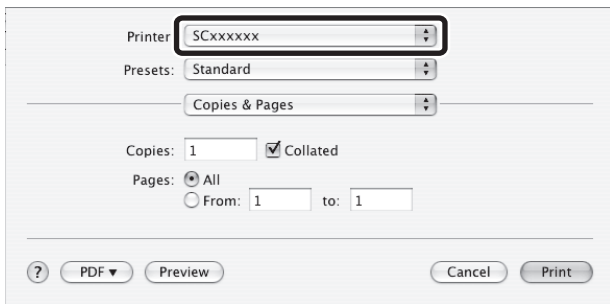 Printer: SCxxxxxx
Presets: Standard
Copies & Pages
Copies: 1 Collated
Pages: All
From: 1 to: 1
? PDF▼ Preview Cancel Print